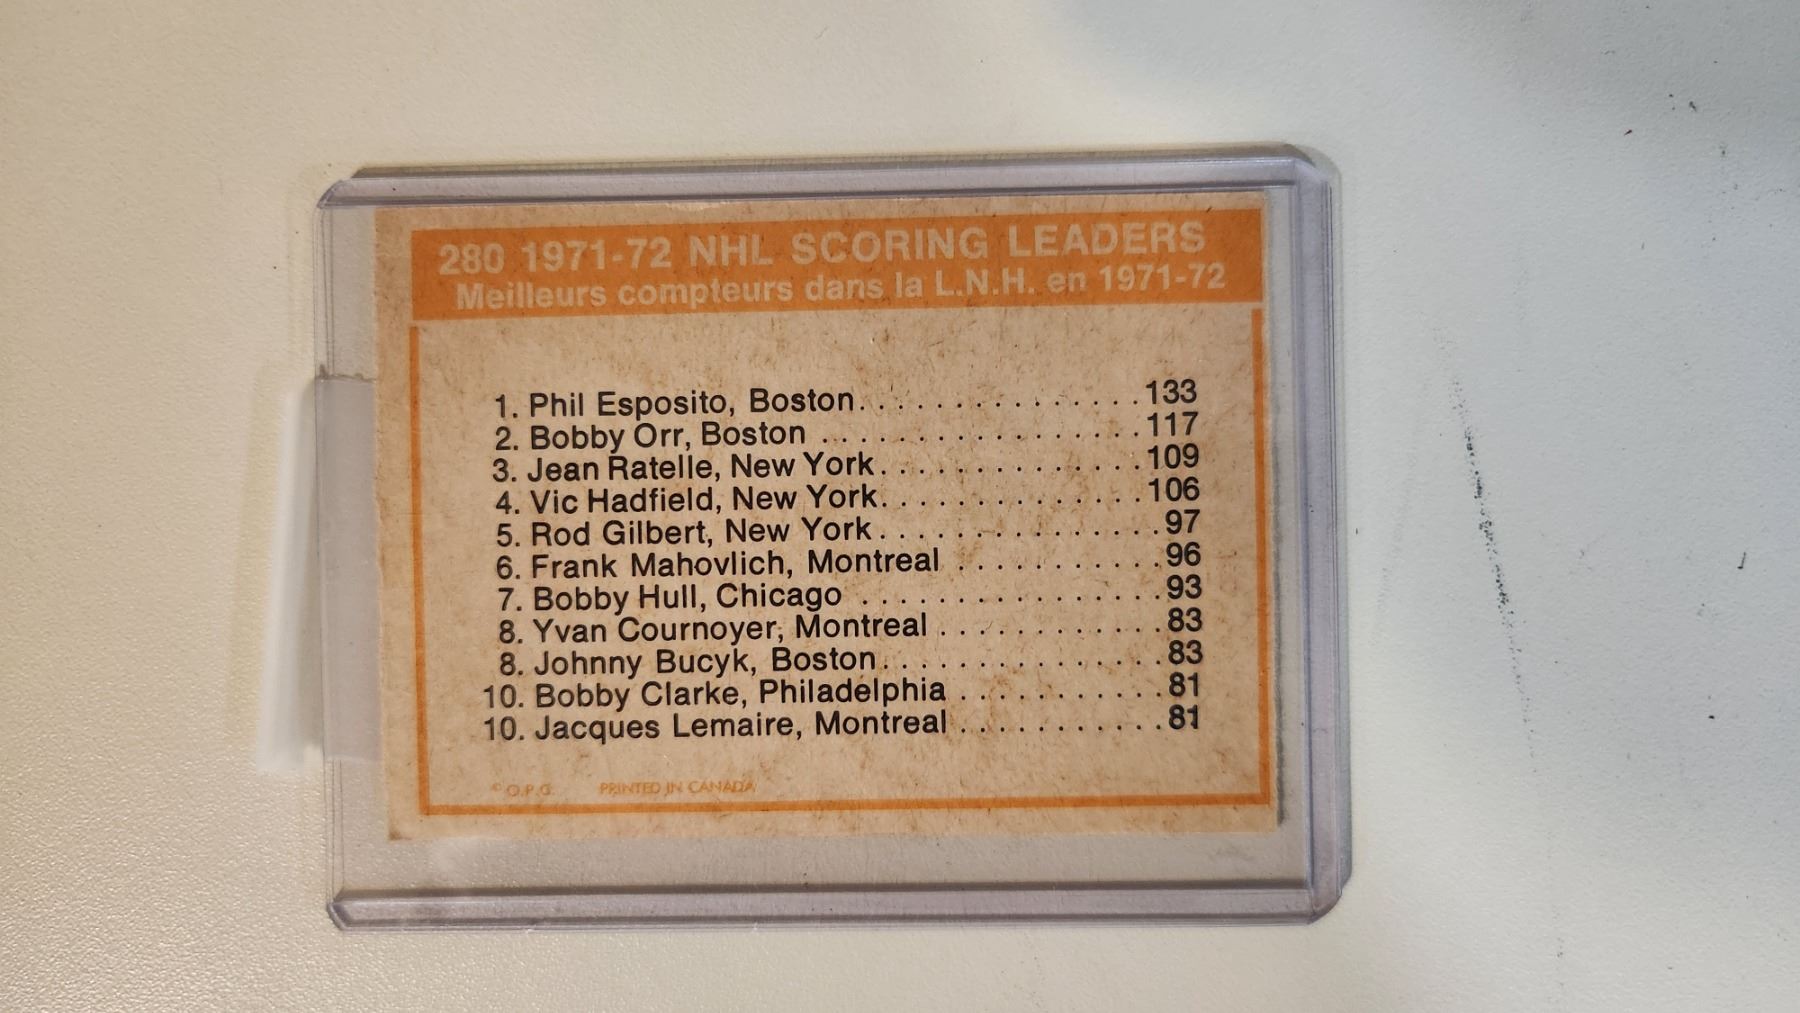 280 1971-72 NHL SCORING LEADERS
Meilleurs compteurs dans la L.N.H. en 1971-72
1. Phil Esposito, Boston. . . . . . . . . . . . . . . 133
2. Bobby Orr, Boston . . . . . . . . . . . . . . . . . 117
3. Jean Ratelle, New York. . . . . . . . . . . . . . 109
4. Vic Hadfield, New York. . . . . . . . . . . . . . 106
5. Rod Gilbert, New York. . . . . . . . . . . . . . . 97
6. Frank Mahovlich, Montreal . . . . . . . . . . . 96
7. Bobby Hull, Chicago . . . . . . . . . . . . . . . . 93
8. Yvan Cournoyer, Montreal . . . . . . . . . . . . 83
8. Johnny Bucyk, Boston. . . . . . . . . . . . . . . 83
10. Bobby Clarke, Philadelphia . . . . . . . . . . . 81
10. Jacques Lemaire, Montreal . . . . . . . . . . . 81
© O.P.C. PRINTED IN CANADA